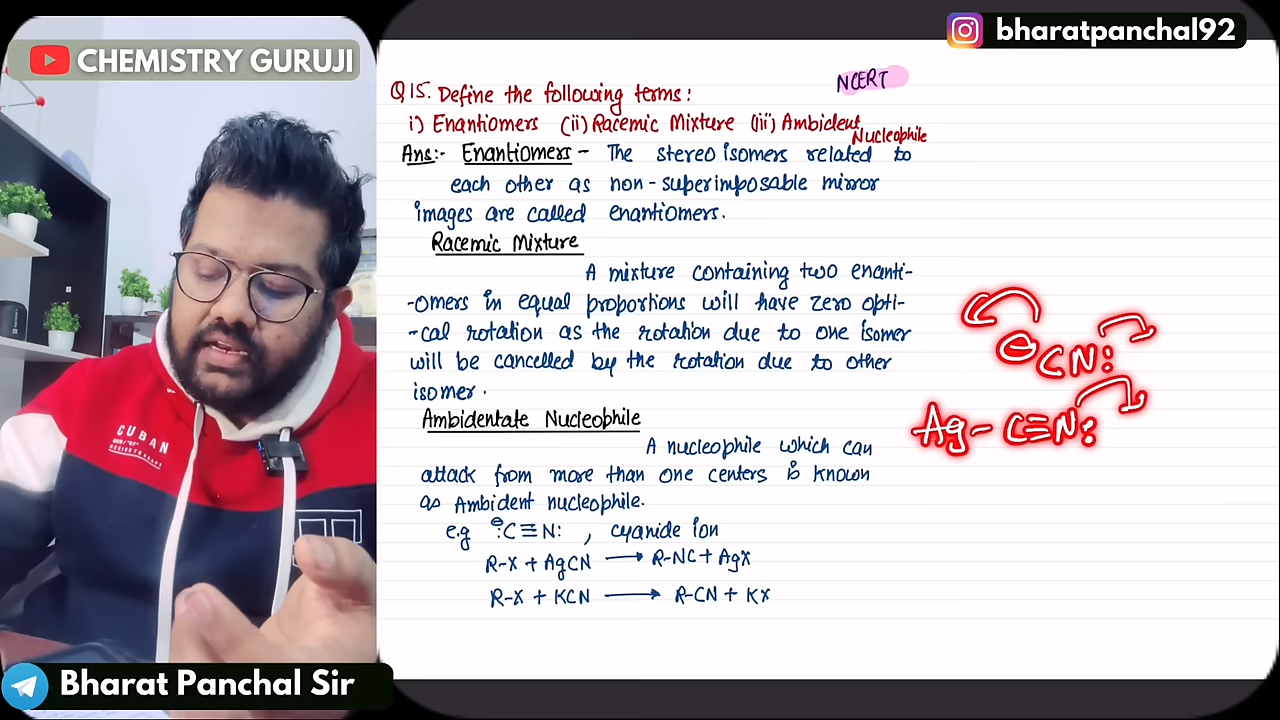 CHEMISTRY GURUJI
bharatpanchal92
NCERT
Q15. Define the following terms:
i) Enantiomers (ii) Racemic Mixture (iii) Ambident Nucleophile
Ans:- Enantiomers - The stereo isomers related to
each other as non-superimposable mirror
images are called enantiomers.
Racemic Mixture
A mixture containing two enanti-
-omers in equal proportions will have zero opti-
-cal rotation as the rotation due to one isomer
will be cancelled by the rotation due to other
isomer.
Ambidentate Nucleophile
A nucleophile which can
attack from more than one centers is known
as Ambident nucleophile.
e.g ⊖:C≡N: , cyanide ion
R-X + AgCN → R-NC + AgX
R-X + KCN → R-CN + KX
⊖CN:
Ag-C≡N:
CUBAN
Bharat Panchal Sir